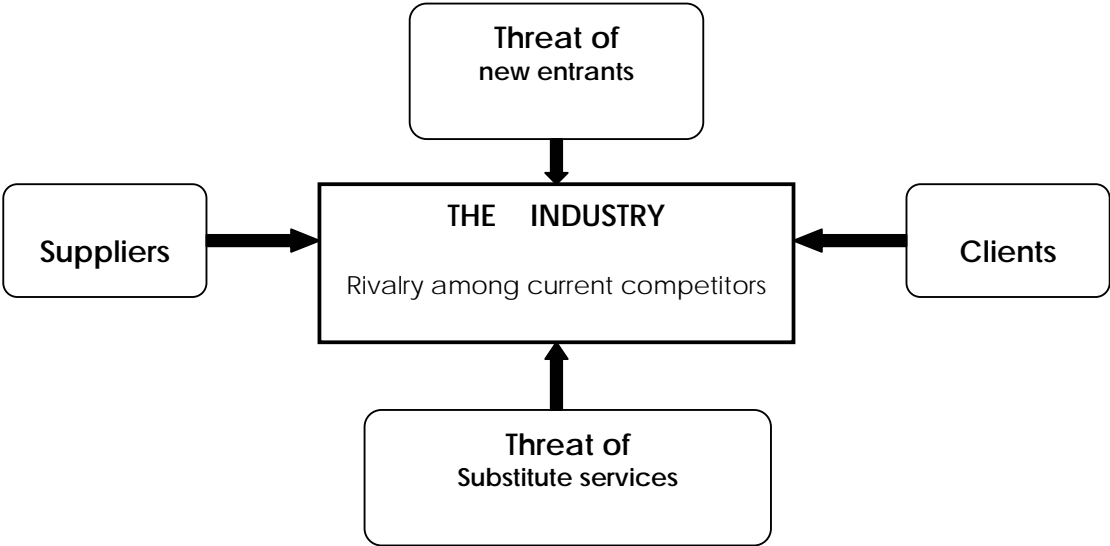 Threat of
new entrants
THE INDUSTRY
Suppliers
Clients
Rivalry among current competitors
Threat of
Substitute services